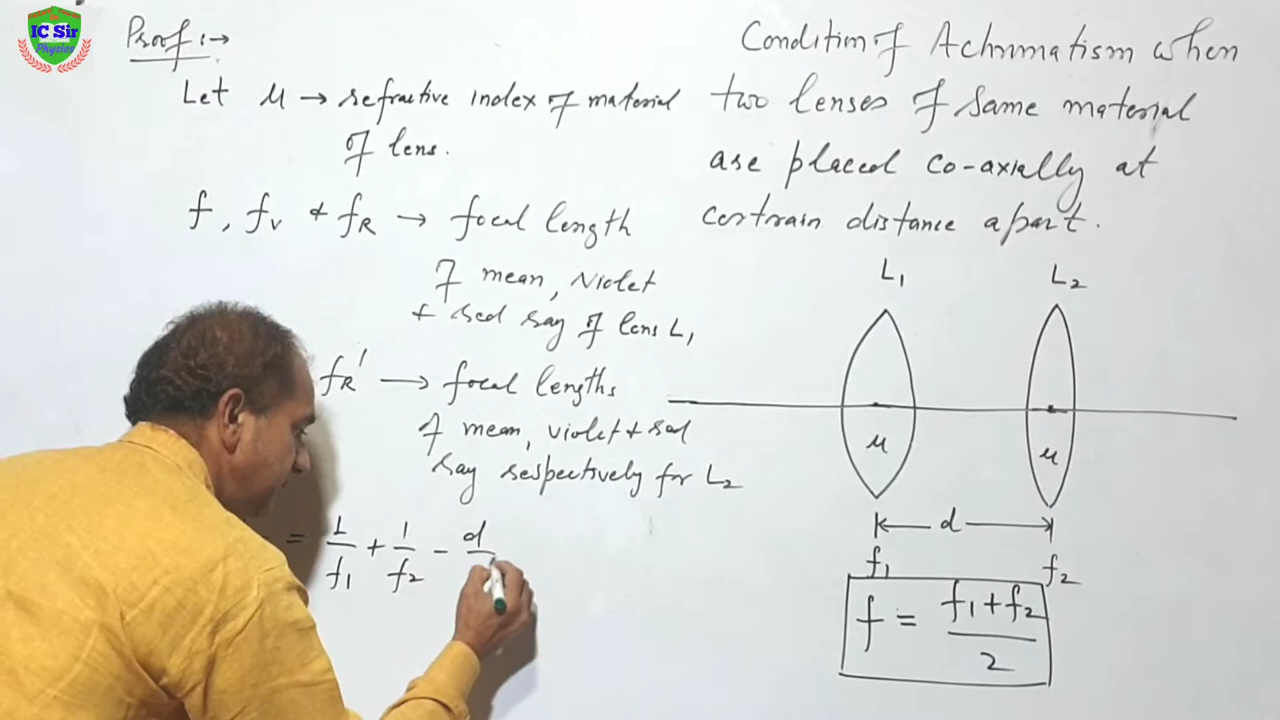 IC Sir
Physics
Proof :→
Let μ → refractive index of material
of lens.
f, fV & fR → focal length
of mean, Violet
+ red ray of lens L1
fR' → focal lengths
of mean, violet + red
ray respectively for L2
= 1/f1 + 1/f2 - d
Condition of Achromatism when
two lenses of same material
are placed co-axially at
certrain distance apart.
L1 L2
μ μ
d
f1 f2
f = f1 + f2 / 2